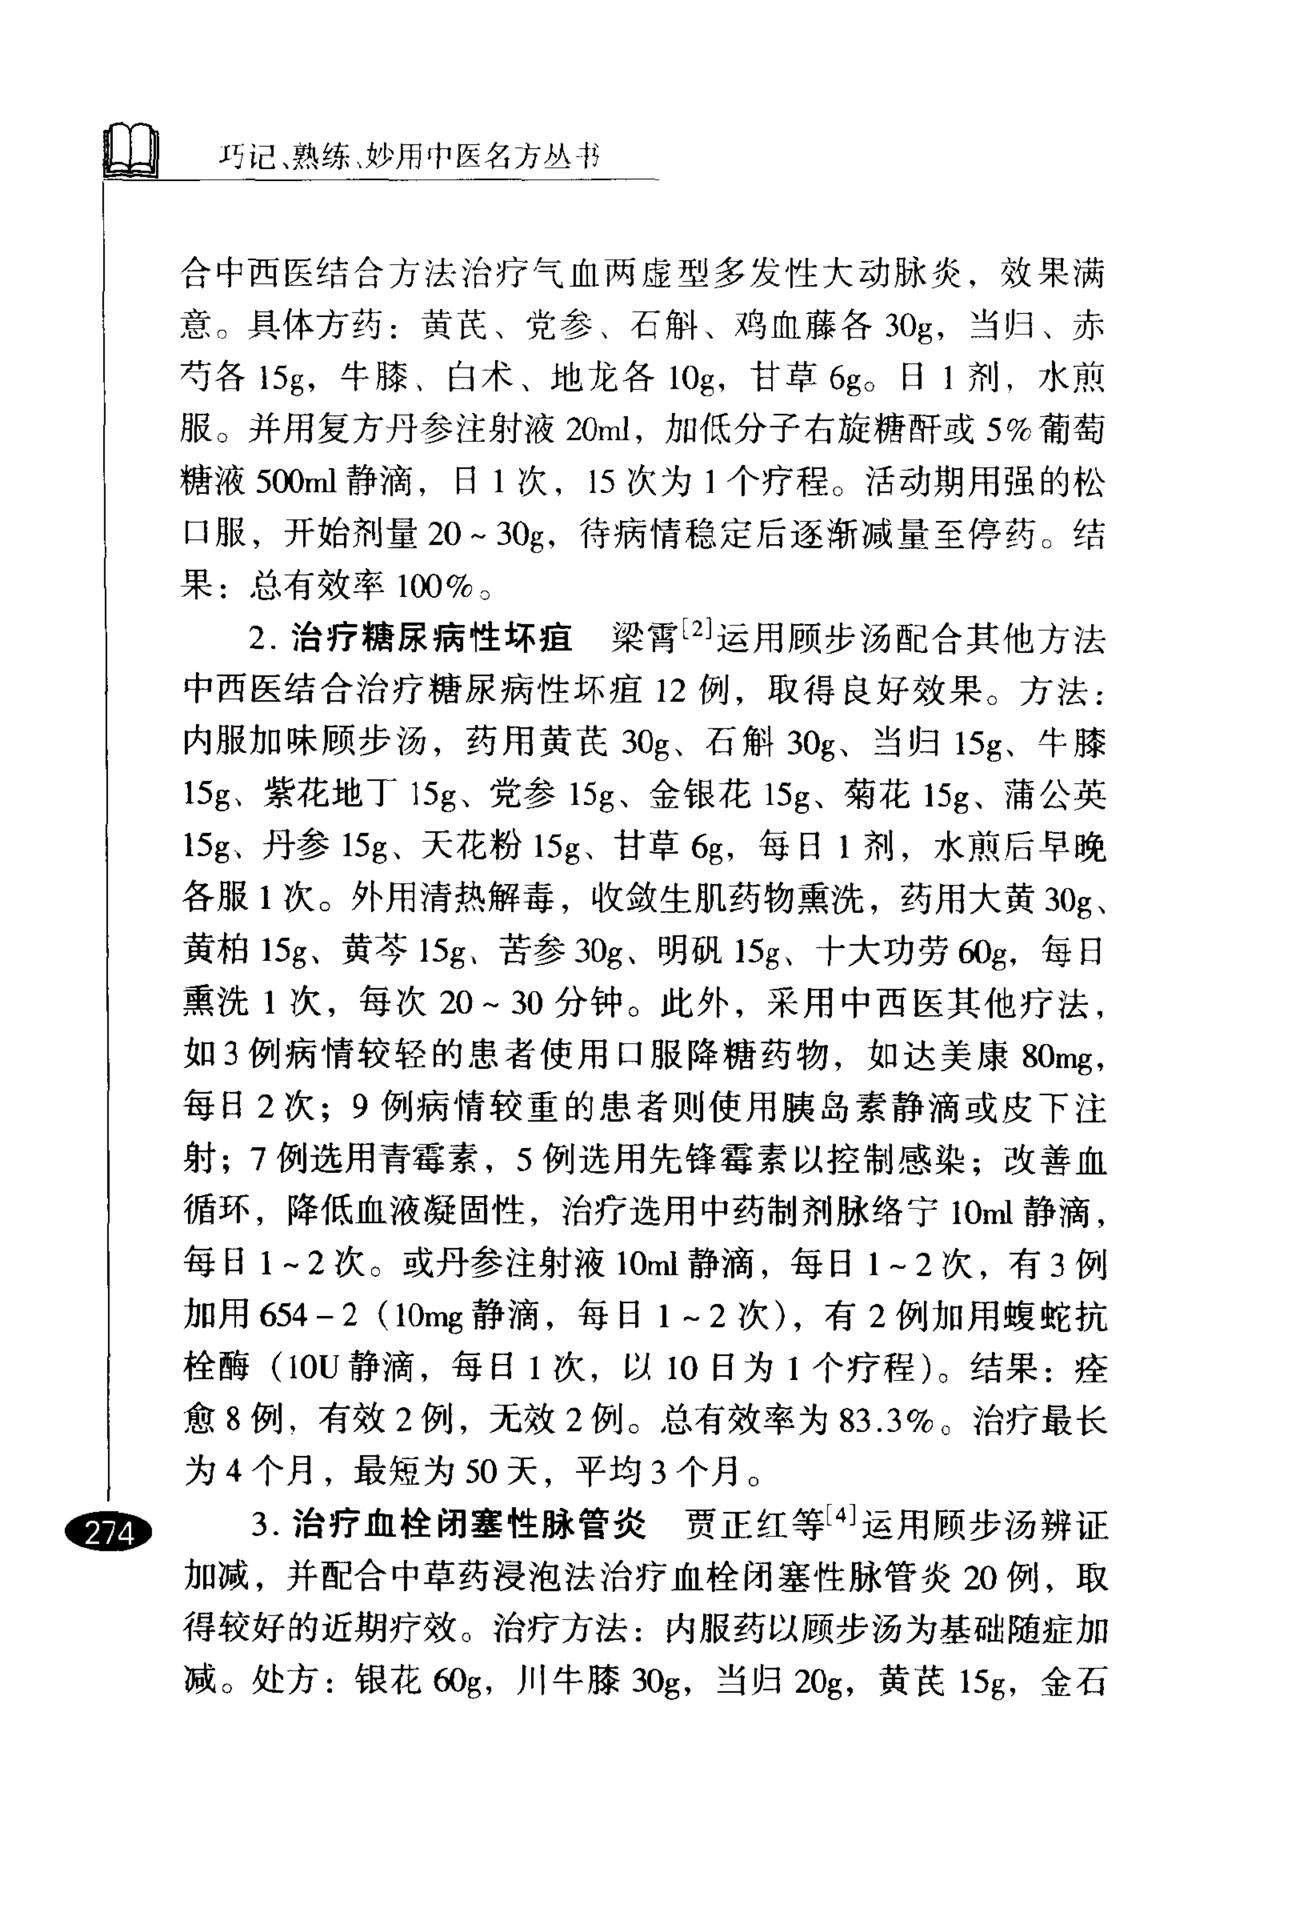 巧记、熟练、妙用中医名方丛书
合中西医结合方法治疗气血两虚型多发性大动脉炎，效果满
意。具体方药：黄芪、党参、石斛、鸡血藤各 30g，当归、赤
芍各 15g，牛膝、白术、地龙各 10g，甘草 6g。日 1 剂，水煎
服。并用复方丹参注射液 20ml，加低分子右旋糖酐或 5%葡萄
糖液 500ml 静滴，日 1 次，15 次为 1 个疗程。活动期用强的松
口服，开始剂量 20～30g，待病情稳定后逐渐减量至停药。结
果：总有效率 100%。
2. 治疗糖尿病性坏疽　梁霄[2]运用顾步汤配合其他方法
中西医结合治疗糖尿病性坏疽 12 例，取得良好效果。方法：
内服加味顾步汤，药用黄芪 30g、石斛 30g、当归 15g、牛膝
15g、紫花地丁 15g、党参 15g、金银花 15g、菊花 15g、蒲公英
15g、丹参 15g、天花粉 15g、甘草 6g，每日 1 剂，水煎后早晚
各服 1 次。外用清热解毒，收敛生肌药物熏洗，药用大黄 30g、
黄柏 15g、黄芩 15g、苦参 30g、明矾 15g、十大功劳 60g，每日
熏洗 1 次，每次 20～30 分钟。此外，采用中西医其他疗法，
如 3 例病情较轻的患者使用口服降糖药物，如达美康 80mg，
每日 2 次；9 例病情较重的患者则使用胰岛素静滴或皮下注
射；7 例选用青霉素，5 例选用先锋霉素以控制感染；改善血
循环，降低血液凝固性，治疗选用中药制剂脉络宁 10ml 静滴，
每日 1～2 次。或丹参注射液 10ml 静滴，每日 1～2 次，有 3 例
加用 654－2（10mg 静滴，每日 1～2 次），有 2 例加用蝮蛇抗
栓酶（10U 静滴，每日 1 次，以 10 日为 1 个疗程）。结果：痊
愈 8 例，有效 2 例，无效 2 例。总有效率为 83.3%。治疗最长
为 4 个月，最短为 50 天，平均 3 个月。
3. 治疗血栓闭塞性脉管炎　贾正红等[4]运用顾步汤辨证
加减，并配合中草药浸泡法治疗血栓闭塞性脉管炎 20 例，取
得较好的近期疗效。治疗方法：内服药以顾步汤为基础随症加
减。处方：银花 60g，川牛膝 30g，当归 20g，黄芪 15g，金石
274